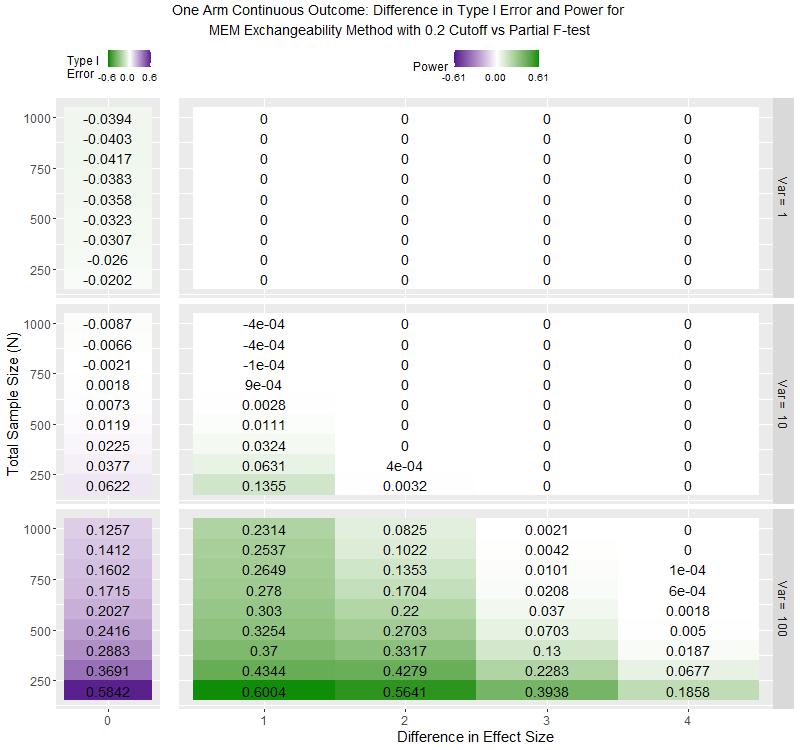 One Arm Continuous Outcome: Difference in Type I Error and Power for
MEM Exchangeability Method with 0.2 Cutoff vs Partial F-test
Type I
Error -0.6 0.0 0.6
Power -0.61 0.00 0.61
1000 -0.0394 0 0 0 0
-0.0403 0 0 0 0
750 -0.0417 0 0 0 0
-0.0383 0 0 0 0
-0.0358 0 0 0 0
500 -0.0323 0 0 0 0
-0.0307 0 0 0 0
-0.026 0 0 0 0
250 -0.0202 0 0 0 0
Var = 1
Total Sample Size (N)
1000 -0.0087 -4e-04 0 0 0
-0.0066 -4e-04 0 0 0
750 -0.0021 -1e-04 0 0 0
0.0018 9e-04 0 0 0
0.0073 0.0028 0 0 0
500 0.0119 0.0111 0 0 0
0.0225 0.0324 0 0 0
0.0377 0.0631 4e-04 0 0
250 0.0622 0.1355 0.0032 0 0
Var = 10
1000 0.1257 0.2314 0.0825 0.0021 0
0.1412 0.2537 0.1022 0.0042 0
750 0.1602 0.2649 0.1353 0.0101 1e-04
0.1715 0.278 0.1704 0.0208 6e-04
0.2027 0.303 0.22 0.037 0.0018
500 0.2416 0.3254 0.2703 0.0703 0.005
0.2883 0.37 0.3317 0.13 0.0187
0.3691 0.4344 0.4279 0.2283 0.0677
250 0.5842 0.6004 0.5641 0.3938 0.1858
Var = 100
0 1 2 3 4
Difference in Effect Size